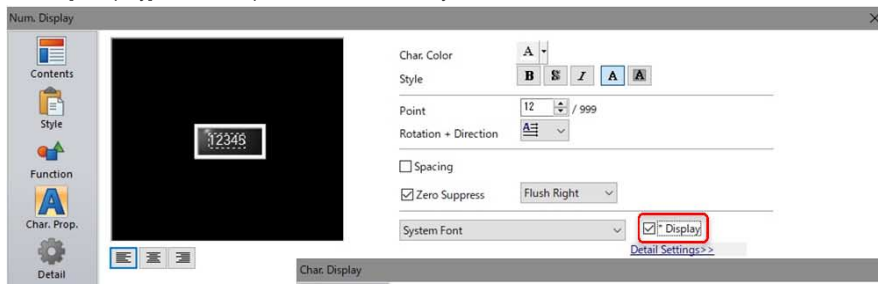 Num. Display
Contents
Style
Function
Char. Prop.
Detail
12345
Char. Color
A
Style
B S I A A
Point
12 / 999
Rotation + Direction
A
Spacing
Zero Suppress
Flush Right
System Font
* Display
Detail Settings>>
Char. Display